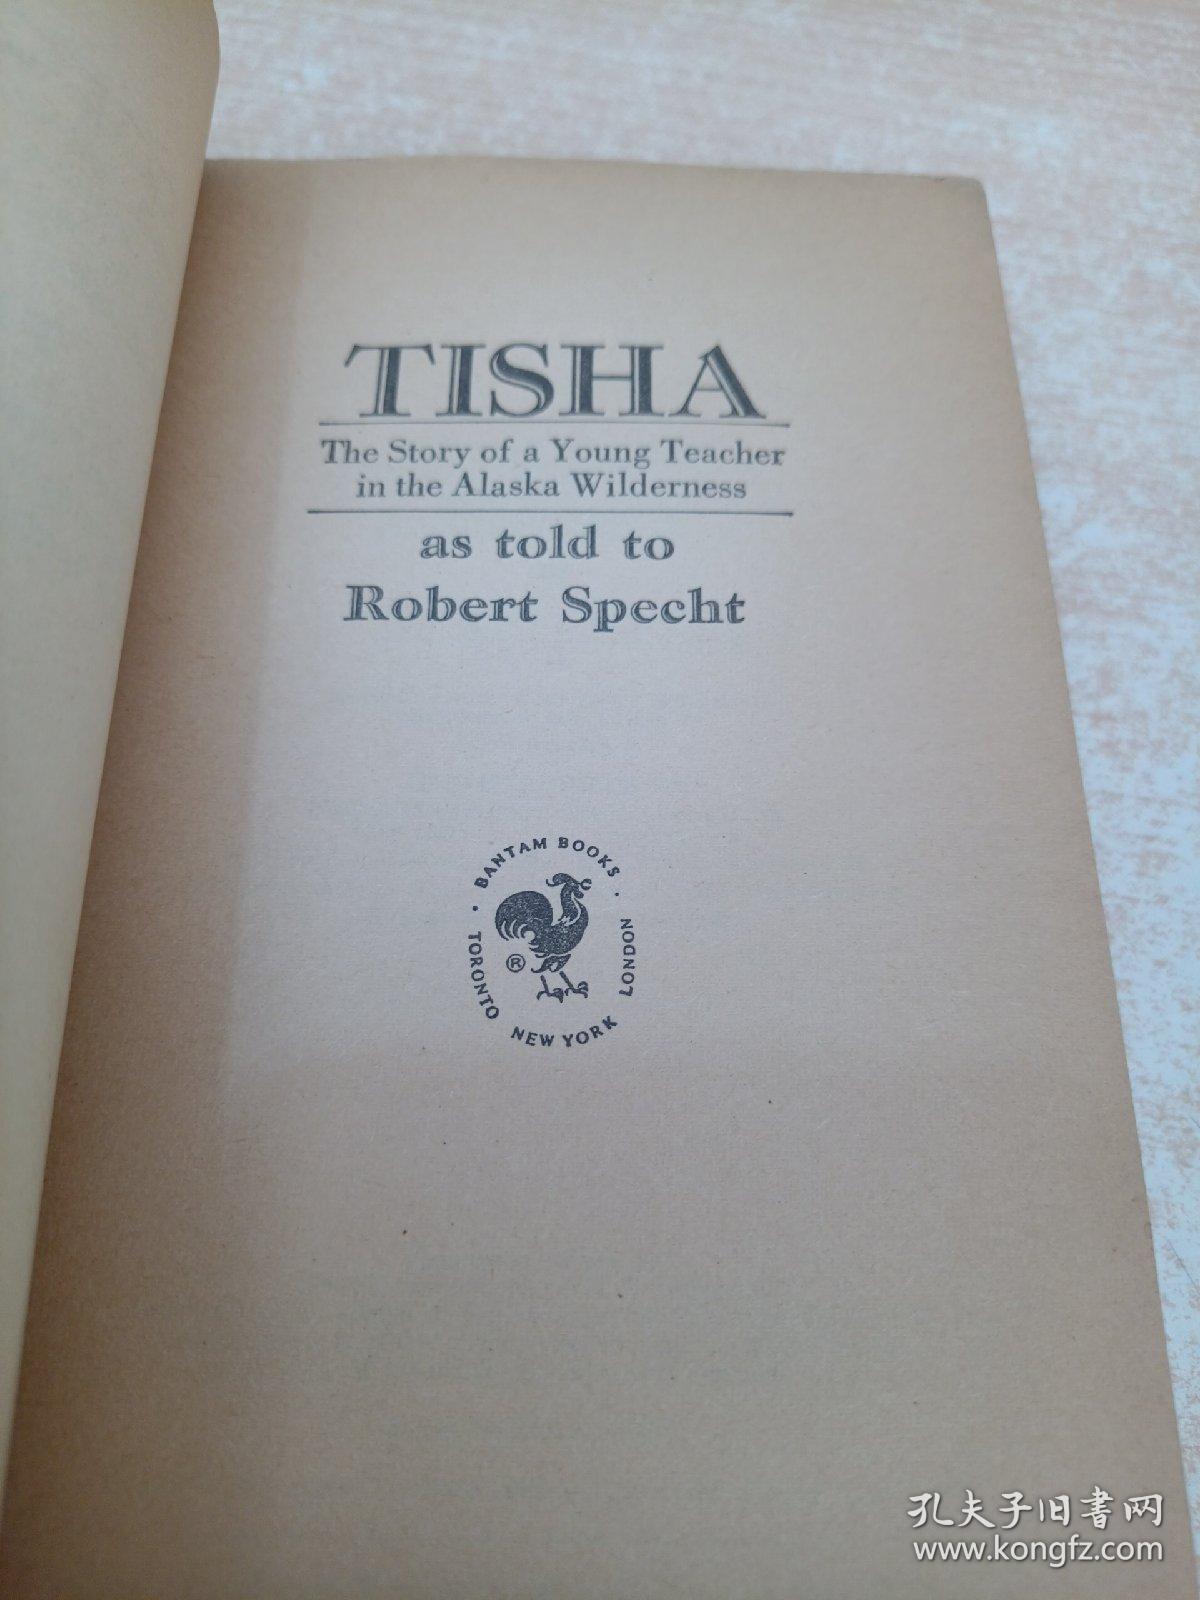 TISHA
The Story of a Young Teacher
in the Alaska Wilderness
as told to
Robert Specht
· BANTAM BOOKS ·
TORONTO NEW YORK LONDON
®
孔夫子旧书网
www.kongfz.com